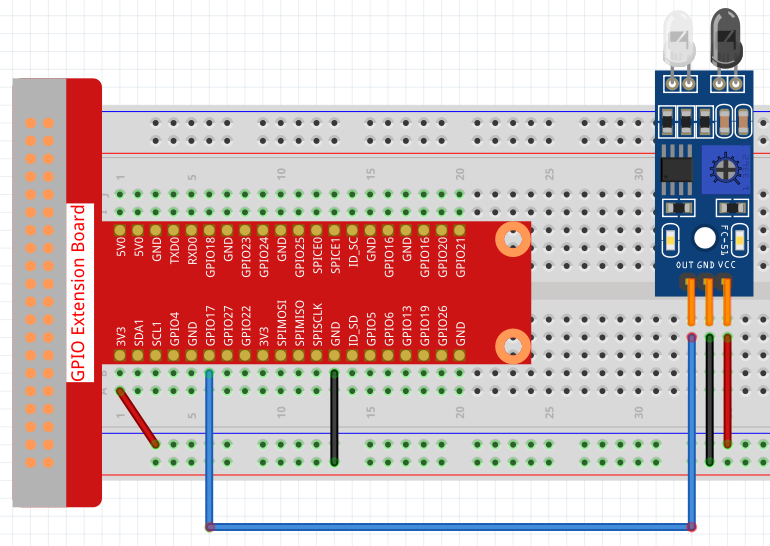 1 5 10 15 20 25 30
J
I
5V0 5V0 GND TXD0 RXD0 GPIO18 GND GPIO23 GPIO24 GND GPIO25 SPICE0 SPICE1 ID_SC GND GPIO16 GND GPIO16 GPIO20 GPIO21
FC-51
OUT GND VCC
GPIO Extension Board
3V3 SDA1 SCL1 GPIO4 GND GPIO17 GPIO27 GPIO22 3V3 SPIMOSI SPIMISO SPISCLK GND ID_SD GPIO5 GPIO6 GPIO13 GPIO19 GPIO26 GND
B
A
1 5 10 15 20 25 30